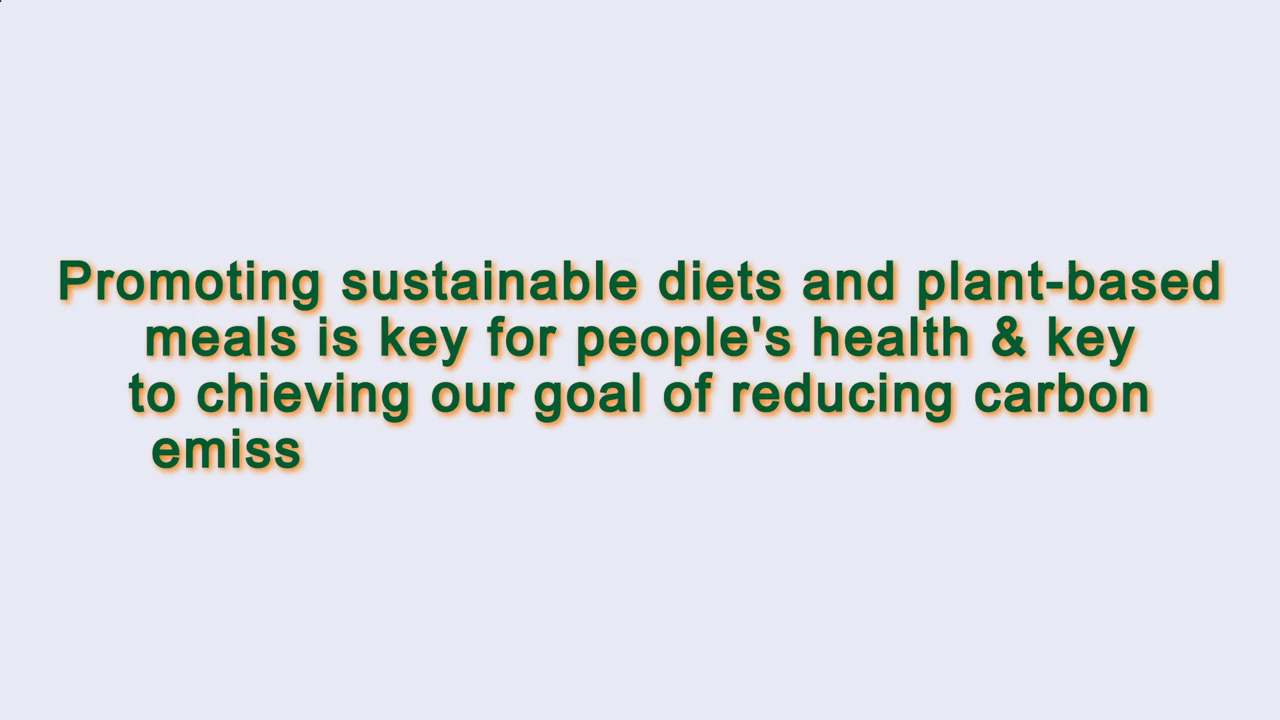 Promoting sustainable diets and plant-based
meals is key for people's health & key
to chieving our goal of reducing carbon
emiss